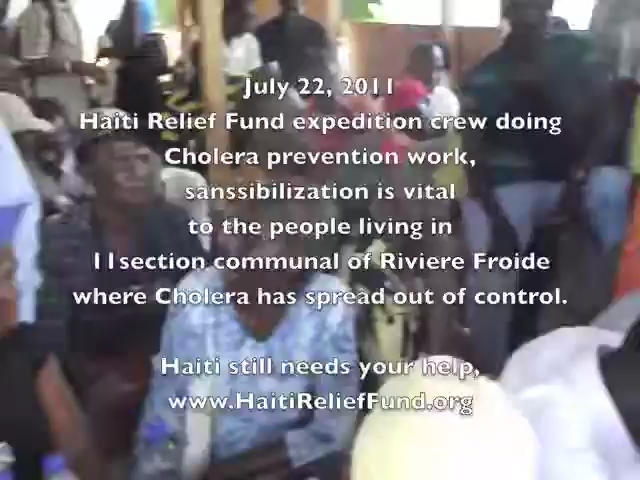 July 22, 2011
Haiti Relief Fund expedition crew doing
Cholera prevention work,
sanssibilization is vital
to the people living in
11section communal of Riviere Froide
where Cholera has spread out of control.
Haiti still needs your help,
www.HaitiReliefFund.org